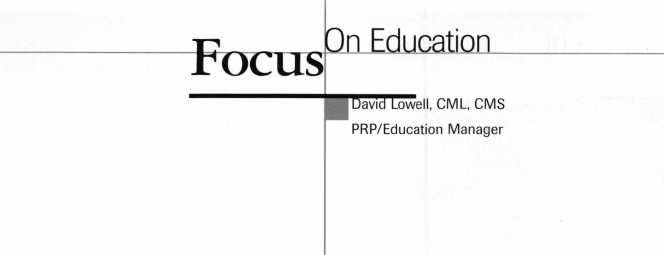 Focus On Education
David Lowell, CML, CMS
PRP/Education Manager